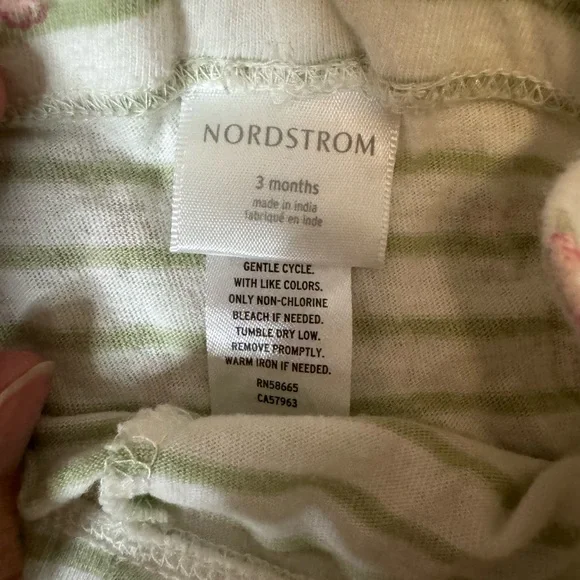 NORDSTROM
3 months
made in india
fabriqué en inde
GENTLE CYCLE.
WITH LIKE COLORS.
ONLY NON-CHLORINE
BLEACH IF NEEDED.
TUMBLE DRY LOW.
REMOVE PROMPTLY.
WARM IRON IF NEEDED.
RN58665
CA57963